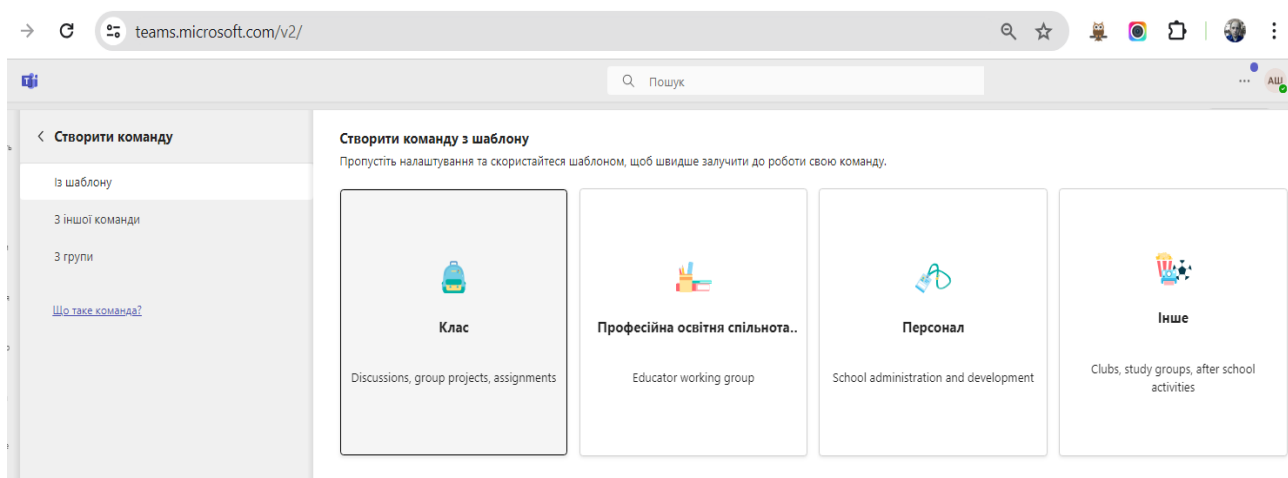 teams.microsoft.com/v2/
Пошук
АШ
Створити команду
Із шаблону
З іншої команди
З групи
Що таке команда?
Створити команду з шаблону
Пропустіть налаштування та скористайтеся шаблоном, щоб швидше залучити до роботи свою команду.
Клас
Discussions, group projects, assignments
Професійна освітня спільнота..
Educator working group
Персонал
School administration and development
Інше
Clubs, study groups, after school
activities